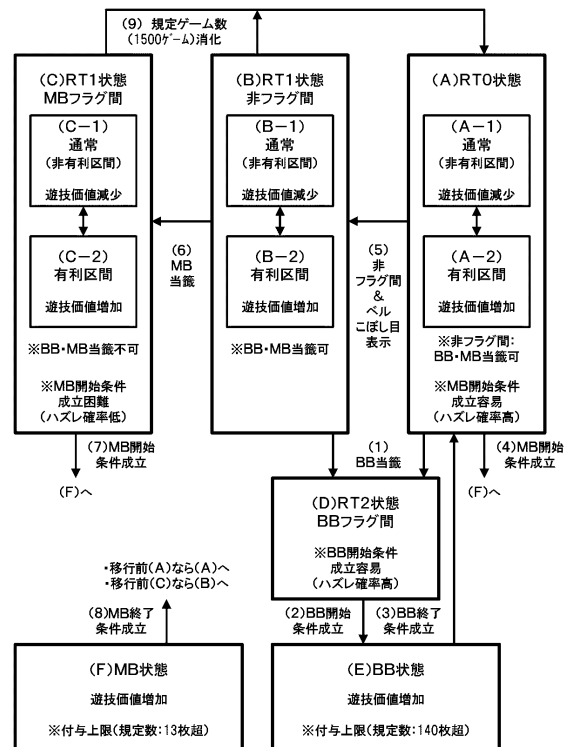 (9) 規定ゲーム数
(1500ゲーム)消化
(C)RT1状態
MBフラグ間
(C-1)
通常
(非有利区間)
遊技価値減少
(C-2)
有利区間
遊技価値増加
※BB・MB当籤不可
※MB開始条件
成立困難
(ハズレ確率低)
(6)
MB
当籤
(B)RT1状態
非フラグ間
(B-1)
通常
(非有利区間)
遊技価値減少
(B-2)
有利区間
遊技価値増加
※BB・MB当籤可
(5)
非
フラグ間
&
ベル
こぼし目
表示
(A)RT0状態
(A-1)
通常
(非有利区間)
遊技価値減少
(A-2)
有利区間
遊技価値増加
※非フラグ間:
BB・MB当籤可
※MB開始条件
成立容易
(ハズレ確率高)
(7)MB開始
条件成立
(F)へ
(1)
BB当籤
(4)MB開始
条件成立
(F)へ
(D)RT2状態
BBフラグ間
※BB開始条件
成立容易
(ハズレ確率高)
・移行前(A)なら(A)へ
・移行前(C)なら(B)へ
(8)MB終了
条件成立
(2)BB開始
条件成立
(3)BB終了
条件成立
(F)MB状態
遊技価値増加
※付与上限(規定数:13枚超)
(E)BB状態
遊技価値増加
※付与上限(規定数:140枚超)